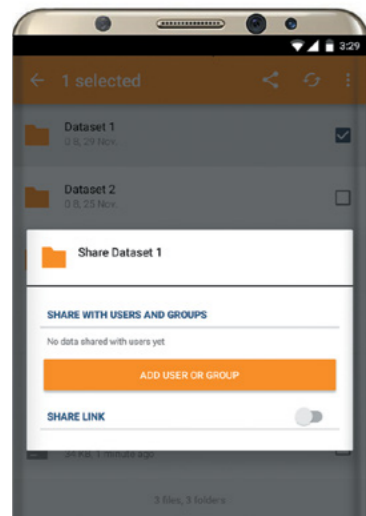 3:29
1 selected
Dataset 1
0 B, 29 Nov.
Dataset 2
0 B, 25 Nov.
Share Dataset 1
SHARE WITH USERS AND GROUPS
No data shared with users yet
ADD USER OR GROUP
SHARE LINK
34 KB, 1 minute ago
3 files, 3 folders